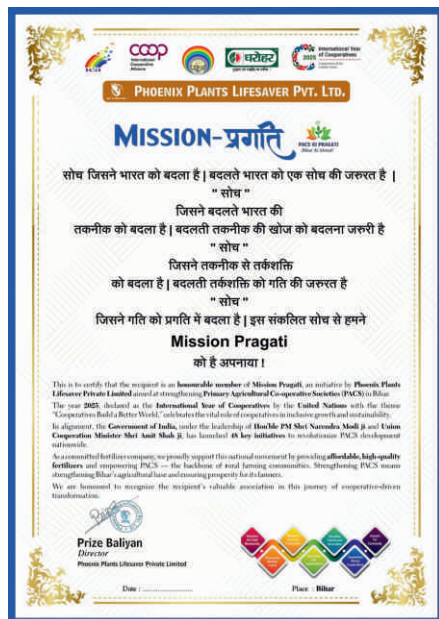 COOP
International
Cooperative
Alliance
धरोहर
2025
International Year
of Cooperatives
PHOENIX PLANTS LIFESAVER PVT. LTD.
MISSION-प्रगति
PACS KI PRAGATI
सोच जिसने भारत को बदला है | बदलते भारत को एक सोच की जरुरत है |
" सोच "
जिसने बदलते भारत की
तकनीक को बदला है | बदलती तकनीक की खोज को बदलना जरुरी है
" सोच "
जिसने तकनीक से तर्कशक्ति
को बदला है | बदलती तर्कशक्ति को गति की जरुरत है
" सोच "
जिसने गति को प्रगति में बदला है | इस संकलित सोच से हमने
Mission Pragati
को है अपनाया !
This is to certify that the recipient is an honourable member of Mission Pragati, an initiative by Phoenix Plants
Lifesaver Private Limited aimed at strengthening Primary Agricultural Co-operative Societies (PACS) in Bihar.
The year 2025, declared as the International Year of Cooperatives by the United Nations with the theme
"Cooperatives Build a Better World," celebrates the vital role of cooperatives in inclusive growth and sustainability.
In alignment, the Government of India, under the leadership of Hon'ble PM Shri Narendra Modi ji and Union
Cooperation Minister Shri Amit Shah ji, has launched 48 key initiatives to revolutionize PACS development
nationwide.
As a committed fertilizer company, we proudly support this national movement by providing affordable, high-quality
fertilizers and empowering PACS — the backbone of rural farming communities. Strengthening PACS means
strengthening Bihar's agricultural base and ensuring prosperity for its farmers.
We are honoured to recognize the recipient's valuable association in this journey of cooperative-driven
transformation.
Prize Baliyan
Director
Phoenix Plants Lifesaver Private Limited
Date : ......................
Place : Bihar